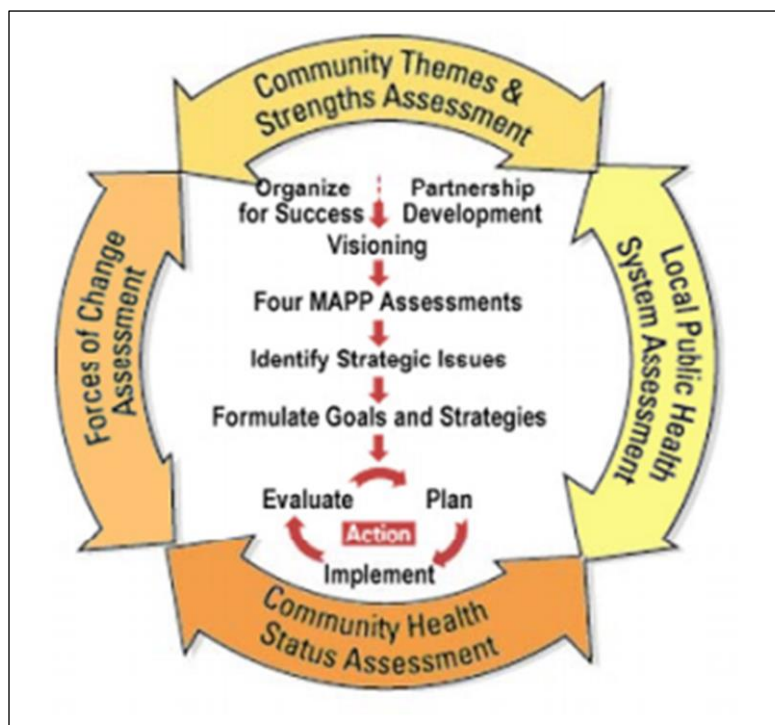 Community Themes &
Strengths Assessment
Organize Partnership
for Success Development
Visioning
Four MAPP Assessments
Identify Strategic Issues
Formulate Goals and Strategies
Evaluate Plan
Action
Implement
Forces of Change
Assessment
Local Public Health
System Assessment
Community Health
Status Assessment